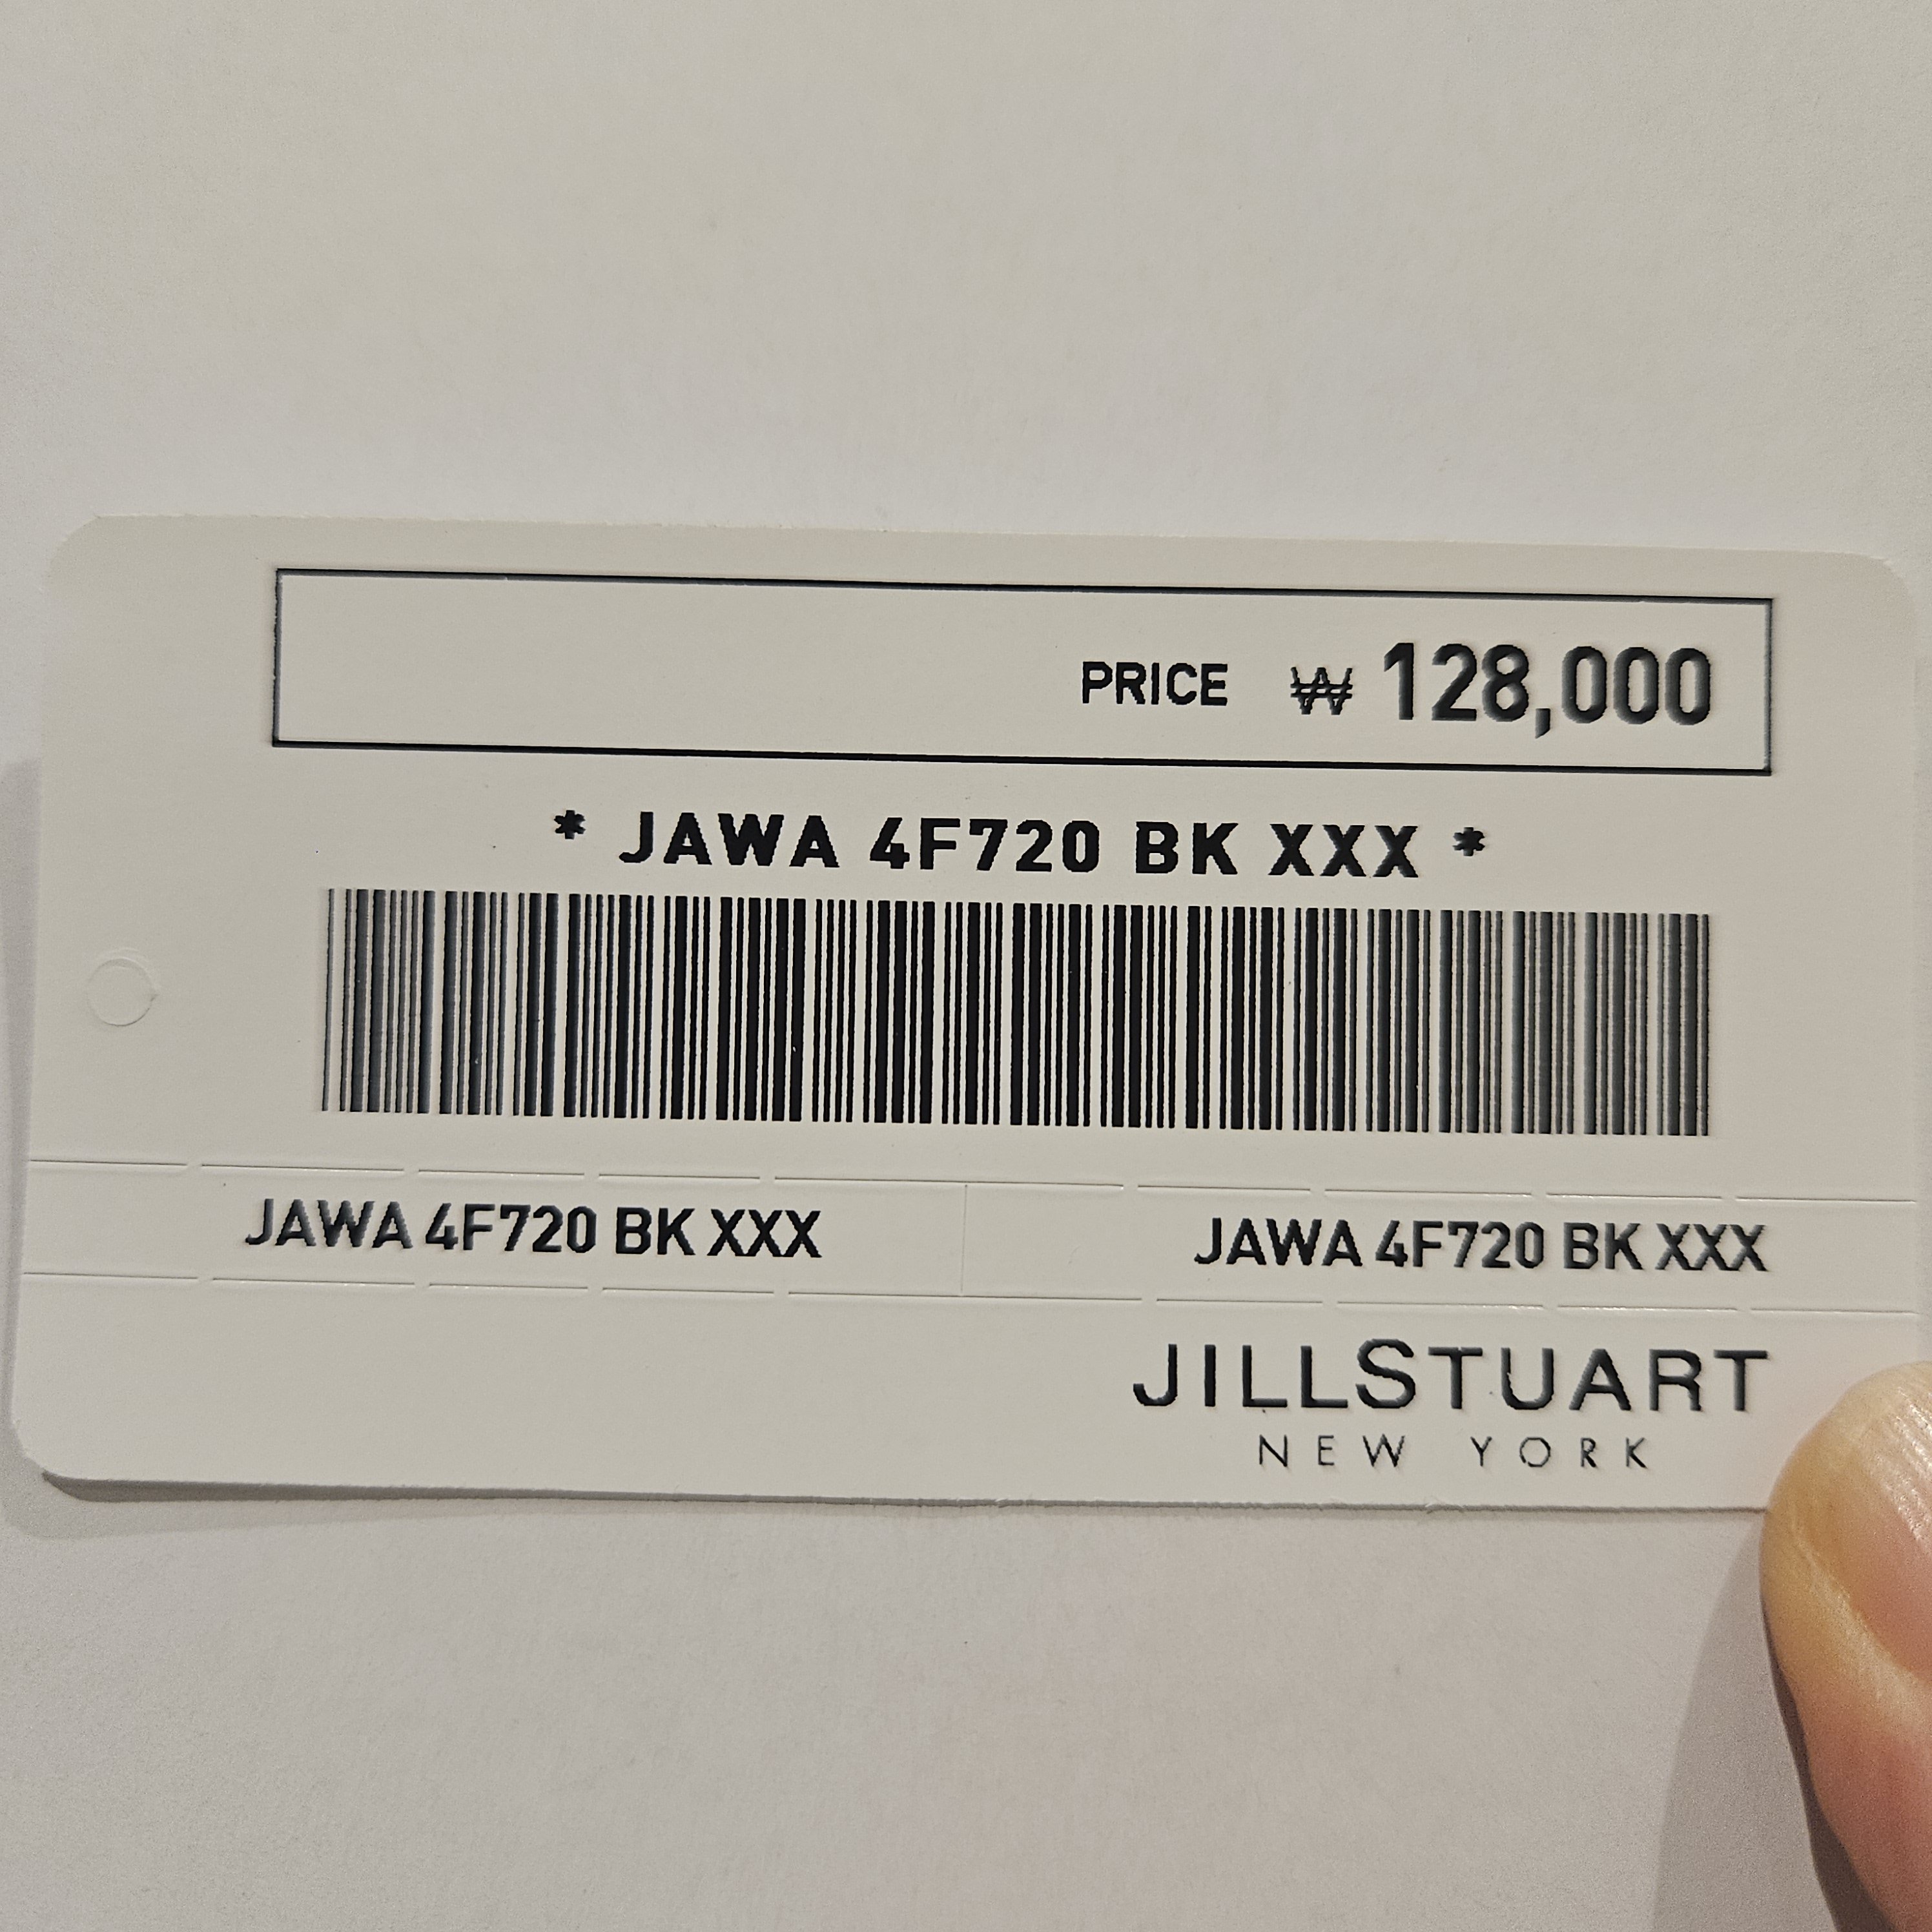 PRICE ₩ 128,000
* JAWA 4F720 BK XXX *
JAWA 4F720 BK XXX JAWA 4F720 BK XXX
JILLSTUART
NEW YORK